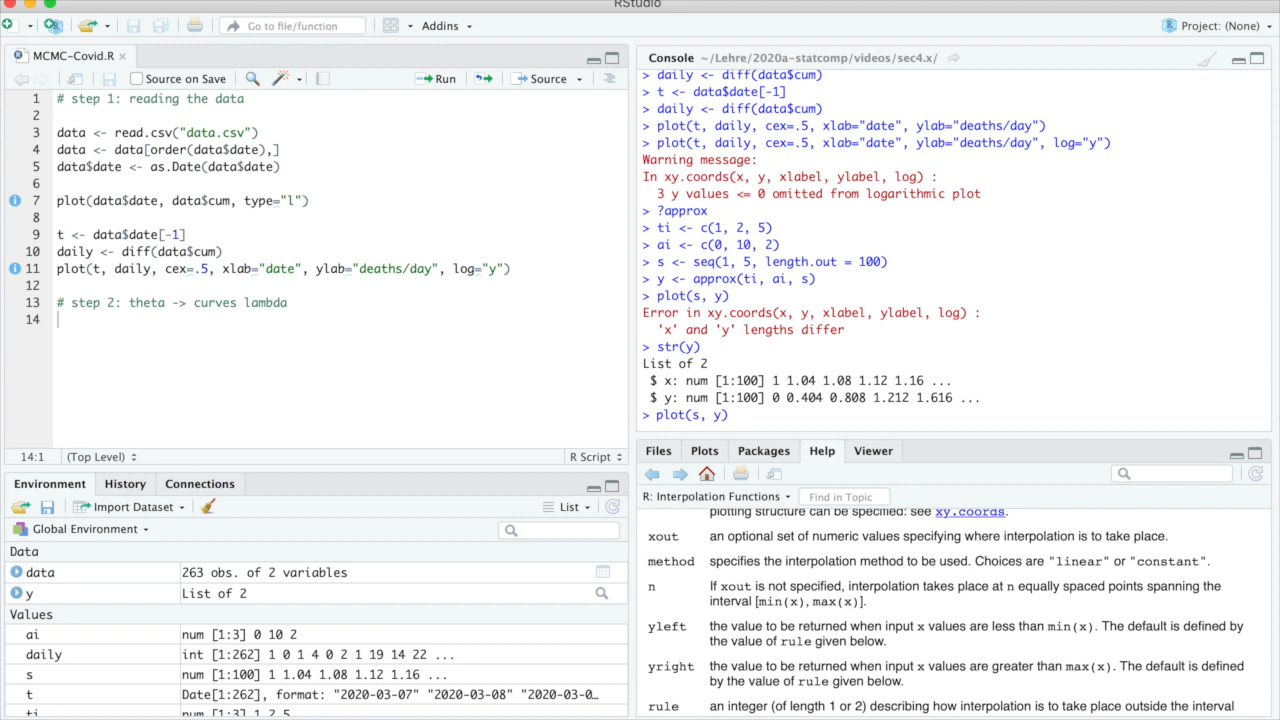 RStudio
Go to file/function
Addins
Project: (None)
MCMC-Covid.R
Source on Save
Run
Source
1 # step 1: reading the data
2
3 data <- read.csv("data.csv")
4 data <- data[order(data$date),]
5 data$date <- as.Date(data$date)
6
7 plot(data$date, data$cum, type="l")
8
9 t <- data$date[-1]
10 daily <- diff(data$cum)
11 plot(t, daily, cex=.5, xlab="date", ylab="deaths/day", log="y")
12
13 # step 2: theta -> curves lambda
14
14:1 (Top Level) R Script
Console ~/Lehre/2020a-statcomp/videos/sec4.x/
> daily <- diff(data$cum)
> t <- data$date[-1]
> daily <- diff(data$cum)
> plot(t, daily, cex=.5, xlab="date", ylab="deaths/day")
> plot(t, daily, cex=.5, xlab="date", ylab="deaths/day", log="y")
Warning message:
In xy.coords(x, y, xlabel, ylabel, log) :
3 y values <= 0 omitted from logarithmic plot
> ?approx
> ti <- c(1, 2, 5)
> ai <- c(0, 10, 2)
> s <- seq(1, 5, length.out = 100)
> y <- approx(ti, ai, s)
> plot(s, y)
Error in xy.coords(x, y, xlabel, ylabel, log) :
'x' and 'y' lengths differ
> str(y)
List of 2
$ x: num [1:100] 1 1.04 1.08 1.12 1.16 ...
$ y: num [1:100] 0 0.404 0.808 1.212 1.616 ...
> plot(s, y)
Environment History Connections
Import Dataset List
Global Environment
Data
data 263 obs. of 2 variables
y List of 2
Values
ai num [1:3] 0 10 2
daily int [1:262] 1 0 1 4 0 2 1 19 14 22 ...
s num [1:100] 1 1.04 1.08 1.12 1.16 ...
t Date[1:262], format: "2020-03-07" "2020-03-08" "2020-03-0…
ti num [1:3] 1 2 5
Files Plots Packages Help Viewer
R: Interpolation Functions Find in Topic
plotting structure can be specified: see xy.coords.
xout an optional set of numeric values specifying where interpolation is to take place.
method specifies the interpolation method to be used. Choices are "linear" or "constant".
n If xout is not specified, interpolation takes place at n equally spaced points spanning the
interval [min(x), max(x)].
yleft the value to be returned when input x values are less than min(x). The default is defined by
the value of rule given below.
yright the value to be returned when input x values are greater than max(x). The default is defined
by the value of rule given below.
rule an integer (of length 1 or 2) describing how interpolation is to take place outside the interval